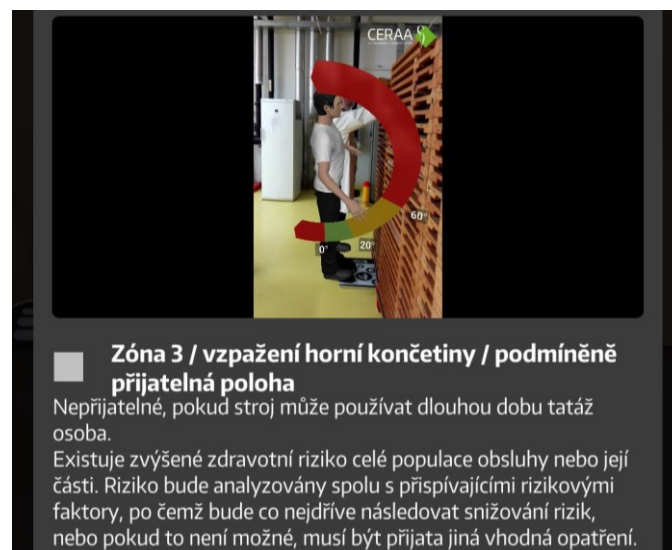 CERAA
60°
20°
0°
Zóna 3 / vzpažení horní končetiny / podmíněně
přijatelná poloha
Nepřijatelné, pokud stroj může používat dlouhou dobu tatáž
osoba.
Existuje zvýšené zdravotní riziko celé populace obsluhy nebo její
části. Riziko bude analyzováno spolu s přispívajícími rizikovými
faktory, po čemž bude co nejdříve následovat snižování rizik,
nebo pokud to není možné, musí být přijata jiná vhodná opatření.